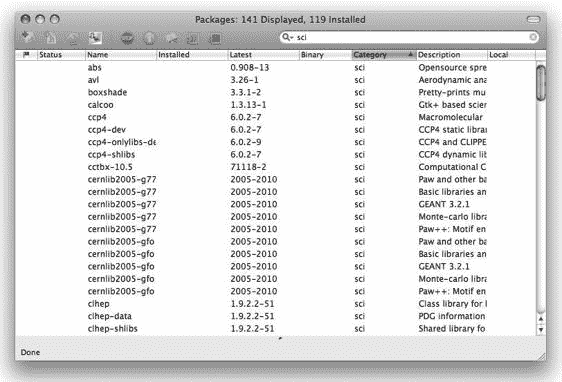 Packages: 141 Displayed, 119 Installed
sci
Status Name Installed Latest Binary Category Description Local
abs 0.908-13 sci Opensource spre
avl 3.26-1 sci Aerodynamic ana
boxshade 3.3.1-2 sci Pretty-prints mu
calcoo 1.3.13-1 sci Gtk+ based scier
ccp4 6.0.2-7 sci Macromolecular
ccp4-dev 6.0.2-7 sci CCP4 static librar
ccp4-onlylibs-de 6.0.2-9 sci CCP4 and CLIPPE
ccp4-shlibs 6.0.2-7 sci CCP4 dynamic lib
cctbx-10.5 71118-2 sci Computational C
cernlib2005-g77 2005-2010 sci Paw and other ba
cernlib2005-g77 2005-2010 sci Basic libraries an
cernlib2005-g77 2005-2010 sci GEANT 3.2.1
cernlib2005-g77 2005-2010 sci Monte-carlo libra
cernlib2005-g77 2005-2010 sci Paw++: Motif en
cernlib2005-gfo 2005-2010 sci Paw and other ba
cernlib2005-gfo 2005-2010 sci Basic libraries an
cernlib2005-gfo 2005-2010 sci GEANT 3.2.1
cernlib2005-gfo 2005-2010 sci Monte-carlo libra
cernlib2005-gfo 2005-2010 sci Paw++: Motif en
clhep 1.9.2.2-51 sci Class library for l
clhep-data 1.9.2.2-51 sci PDG information
clhep-shlibs 1.9.2.2-51 sci Shared library fo
Done